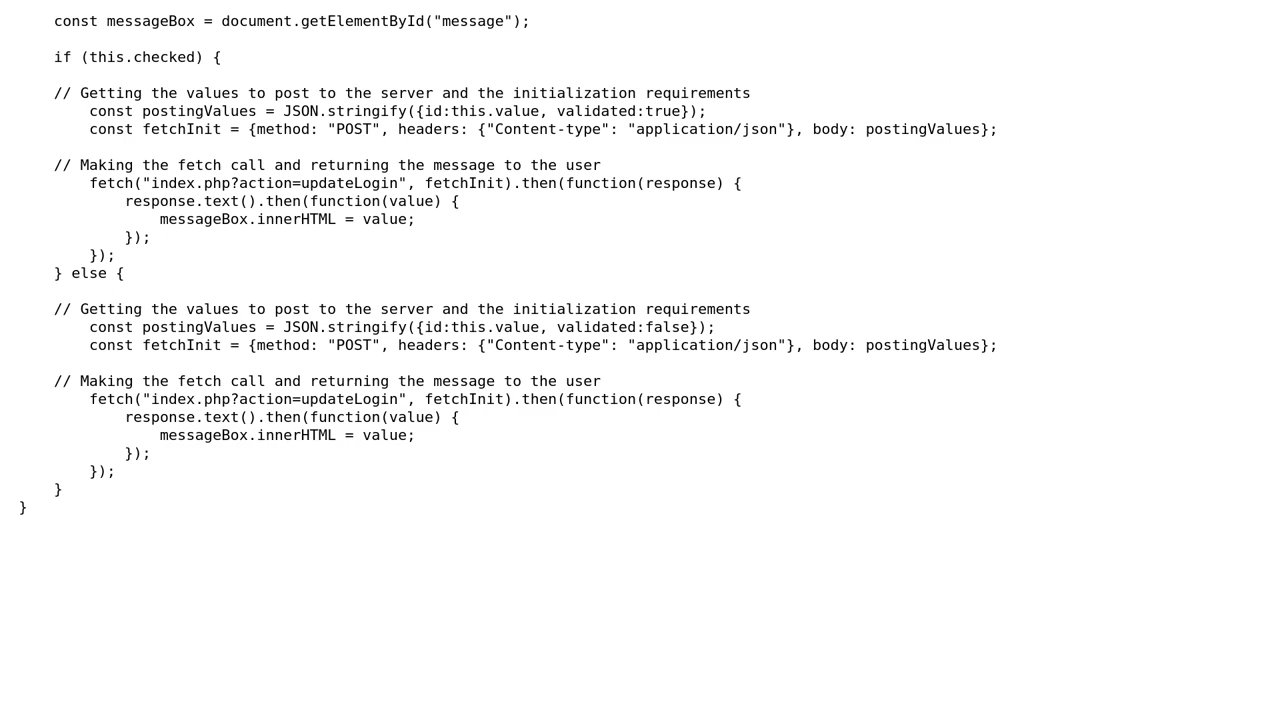 const messageBox = document.getElementById("message");
if (this.checked) {
// Getting the values to post to the server and the initialization requirements
const postingValues = JSON.stringify({id:this.value, validated:true});
const fetchInit = {method: "POST", headers: {"Content-type": "application/json"}, body: postingValues};
// Making the fetch call and returning the message to the user
fetch("index.php?action=updateLogin", fetchInit).then(function(response) {
response.text().then(function(value) {
messageBox.innerHTML = value;
});
});
} else {
// Getting the values to post to the server and the initialization requirements
const postingValues = JSON.stringify({id:this.value, validated:false});
const fetchInit = {method: "POST", headers: {"Content-type": "application/json"}, body: postingValues};
// Making the fetch call and returning the message to the user
fetch("index.php?action=updateLogin", fetchInit).then(function(response) {
response.text().then(function(value) {
messageBox.innerHTML = value;
});
});
}
}